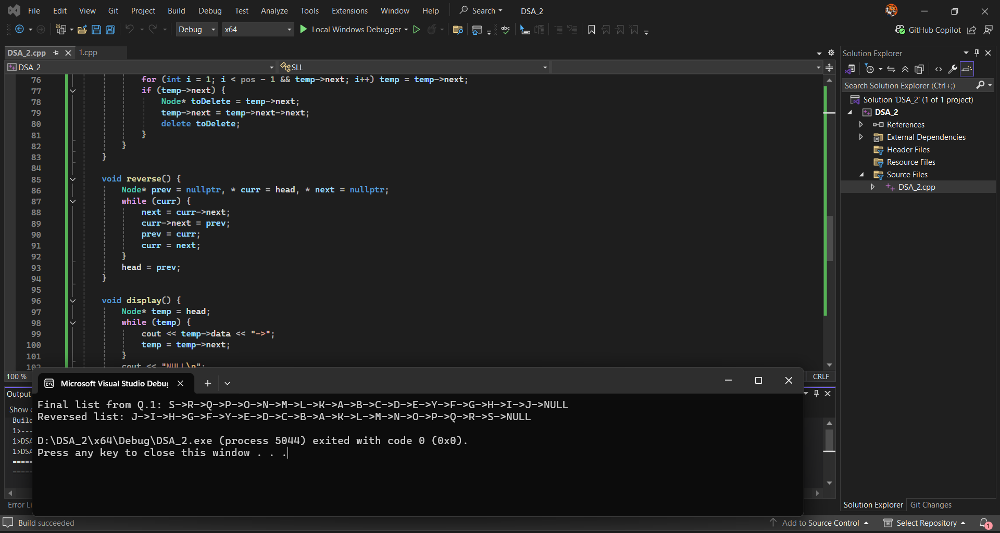 File Edit View Git Project Build Debug Test Analyze Tools Extensions Window Help Search DSA_2
Debug x64 Local Windows Debugger GitHub Copilot
DSA_2.cpp 1.cpp
DSA_2 SLL
76 for (int i = 1; i < pos - 1 && temp->next; i++) temp = temp->next;
77 if (temp->next) {
78 Node* toDelete = temp->next;
79 temp->next = temp->next->next;
80 delete toDelete;
81 }
82 }
83 }
84
85 void reverse() {
86 Node* prev = nullptr, * curr = head, * next = nullptr;
87 while (curr) {
88 next = curr->next;
89 curr->next = prev;
90 prev = curr;
91 curr = next;
92 }
93 head = prev;
94 }
95
96 void display() {
97 Node* temp = head;
98 while (temp) {
99 cout << temp->data << "->";
100 temp = temp->next;
101 }
102 cout << "NULL\n";
100 % CRLF
Solution Explorer
Search Solution Explorer (Ctrl+;)
Solution 'DSA_2' (1 of 1 project)
DSA_2
References
External Dependencies
Header Files
Resource Files
Source Files
DSA_2.cpp
Solution Explorer Git Changes
Output
Show
Build
1>---
1>DSA
1>DSA
=====
=====
Error Li
Microsoft Visual Studio Debu
Final list from Q.1: S->R->Q->P->O->N->M->L->K->A->B->C->D->E->Y->F->G->H->I->J->NULL
Reversed list: J->I->H->G->F->Y->E->D->C->B->A->K->L->M->N->O->P->Q->R->S->NULL
D:\DSA_2\x64\Debug\DSA_2.exe (process 5044) exited with code 0 (0x0).
Press any key to close this window . . .
Build succeeded Add to Source Control Select Repository 1